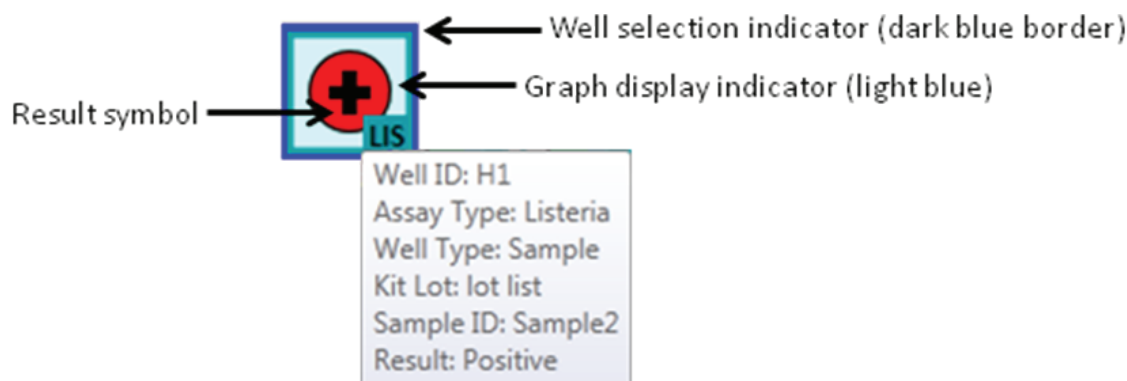 Well selection indicator (dark blue border)
Graph display indicator (light blue)
Result symbol
LIS
Well ID: H1
Assay Type: Listeria
Well Type: Sample
Kit Lot: lot list
Sample ID: Sample2
Result: Positive